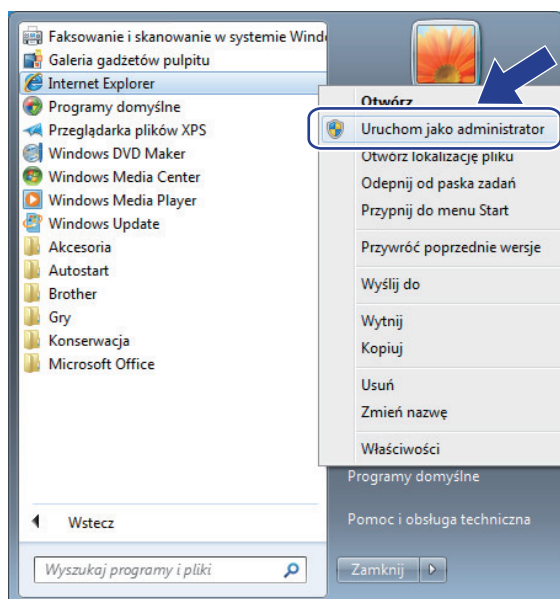 Faksowanie i skanowanie w systemie Wind
Galeria gadżetów pulpitu
Internet Explorer
Programy domyślne
Przeglądarka plików XPS
Windows DVD Maker
Windows Media Center
Windows Media Player
Windows Update
Akcesoria
Autostart
Brother
Gry
Konserwacja
Microsoft Office
Wstecz
Wyszukaj programy i pliki
Otwórz
Uruchom jako administrator
Otwórz lokalizację pliku
Odepnij od paska zadań
Przypnij do menu Start
Przywróć poprzednie wersje
Wyślij do
Wytnij
Kopiuj
Usuń
Zmień nazwę
Właściwości
Programy domyślne
Pomoc i obsługa techniczna
Zamknij